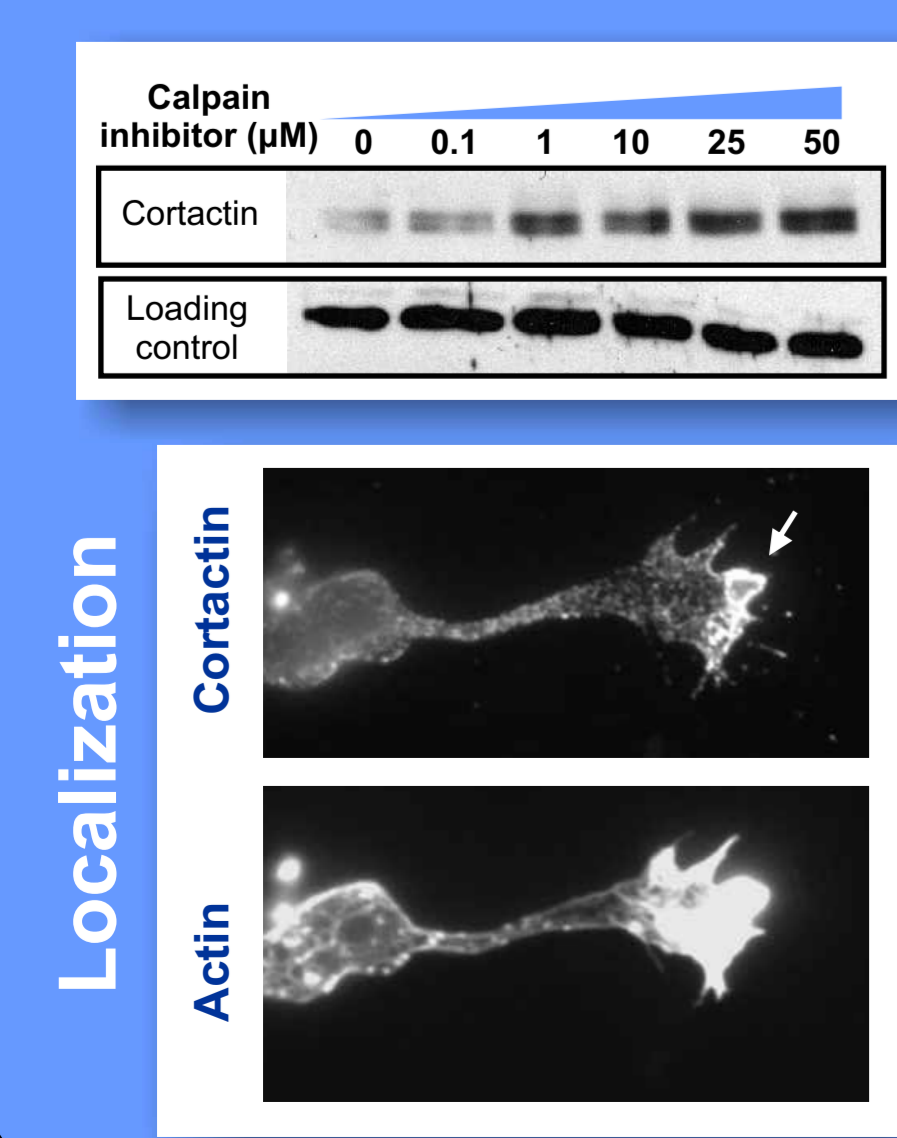 Calpain
inhibitor (µM) 0 0.1 1 10 25 50
Cortactin
Loading
control
Localization
Cortactin
Actin